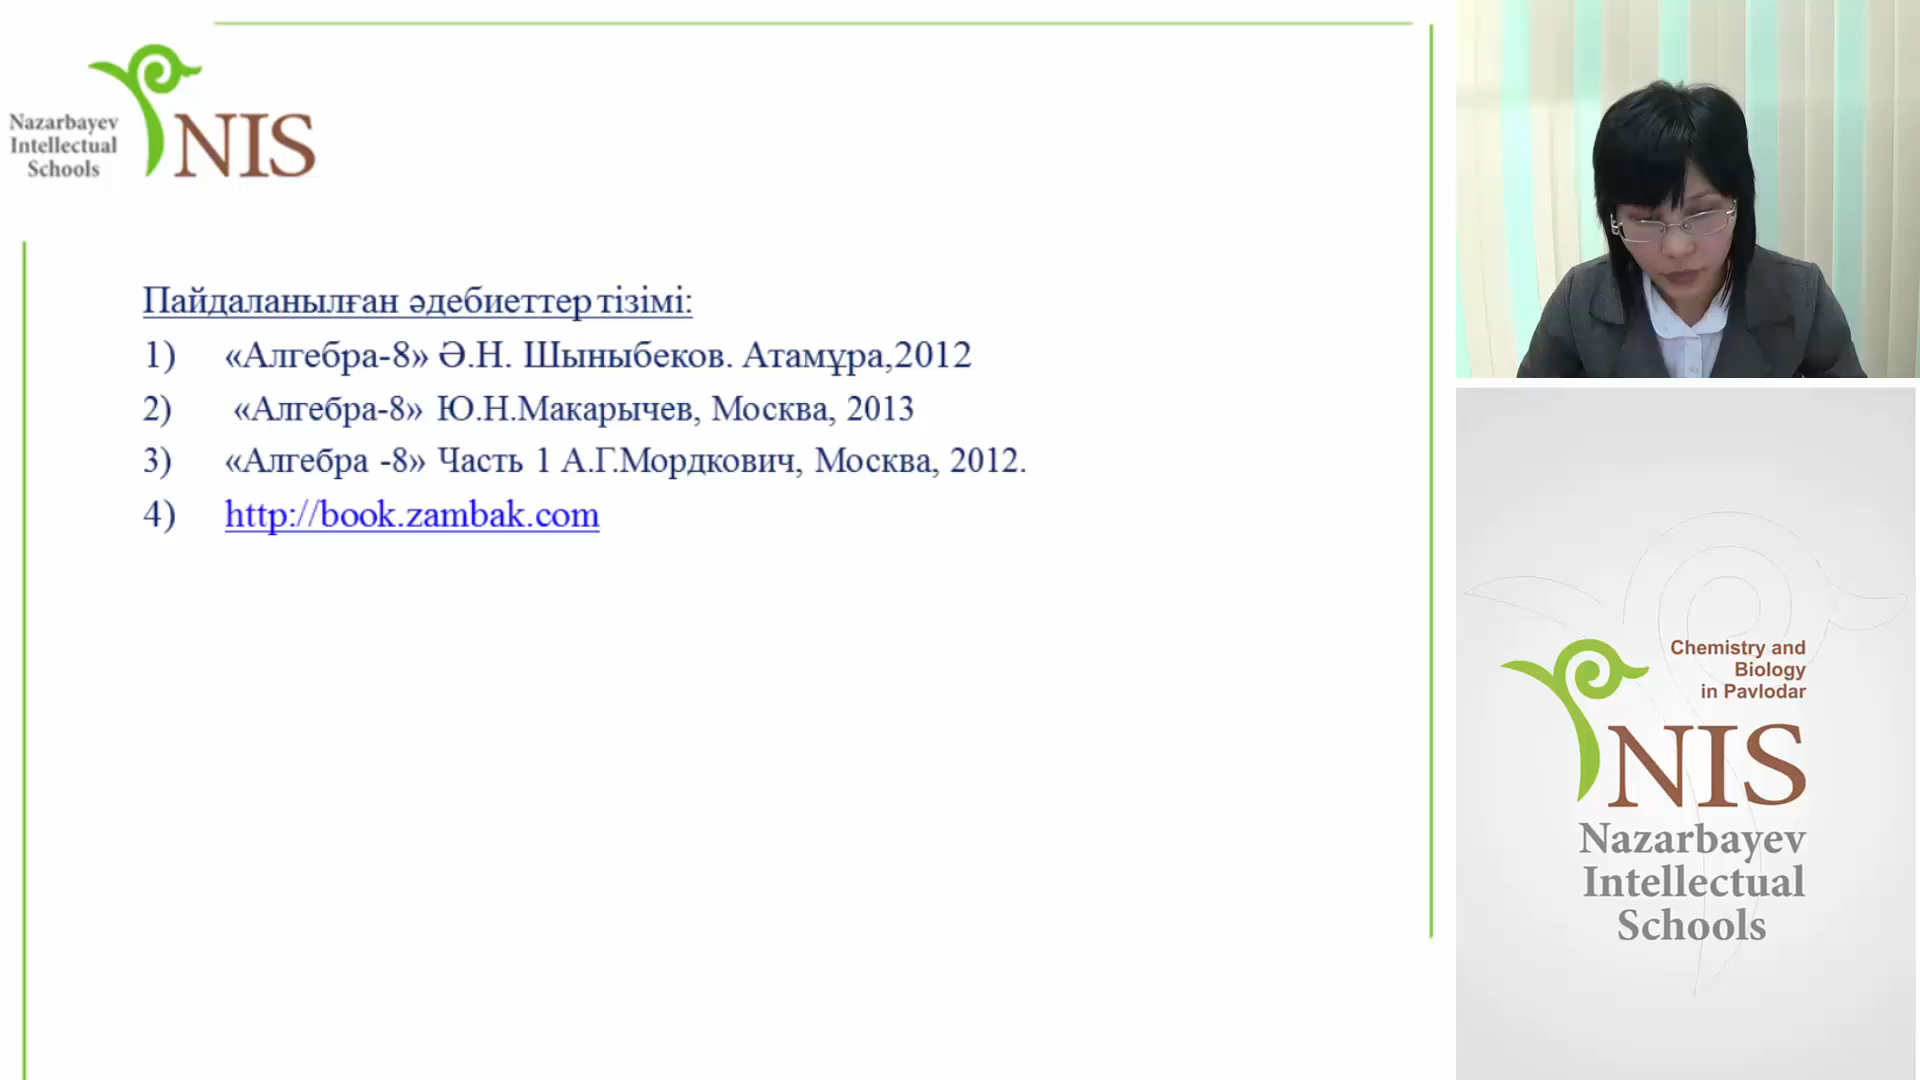 Nazarbayev
Intellectual
Schools
NIS
Пайдаланылған әдебиеттер тізімі:
1) «Алгебра-8» Ә.Н. Шыныбеков. Атамұра,2012
2) «Алгебра-8» Ю.Н.Макарычев, Москва, 2013
3) «Алгебра -8» Часть 1 А.Г.Мордкович, Москва, 2012.
4) http://book.zambak.com
Chemistry and
Biology
in Pavlodar
NIS
Nazarbayev
Intellectual
Schools